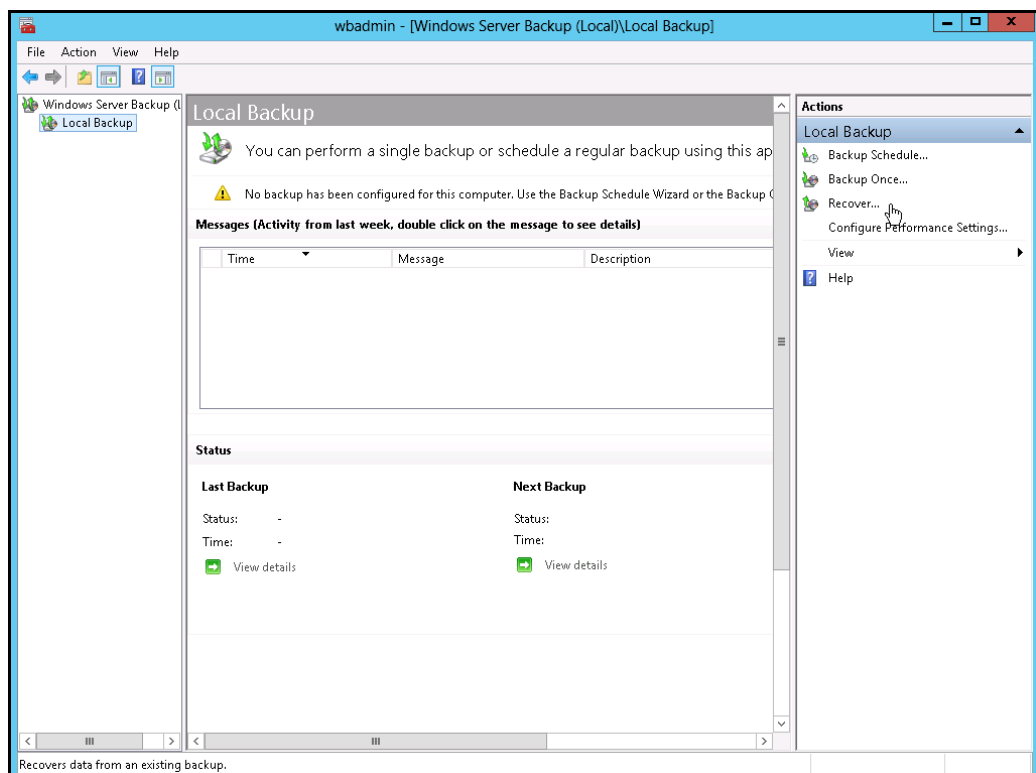 wbadmin - [Windows Server Backup (Local)\Local Backup]
File Action View Help
Windows Server Backup (L
Local Backup
Local Backup
You can perform a single backup or schedule a regular backup using this ap
No backup has been configured for this computer. Use the Backup Schedule Wizard or the Backup O
Messages (Activity from last week, double click on the message to see details)
Time Message Description
Status
Last Backup Next Backup
Status: - Status:
Time: - Time:
View details View details
Actions
Local Backup
Backup Schedule...
Backup Once...
Recover...
Configure Performance Settings...
View
Help
Recovers data from an existing backup.